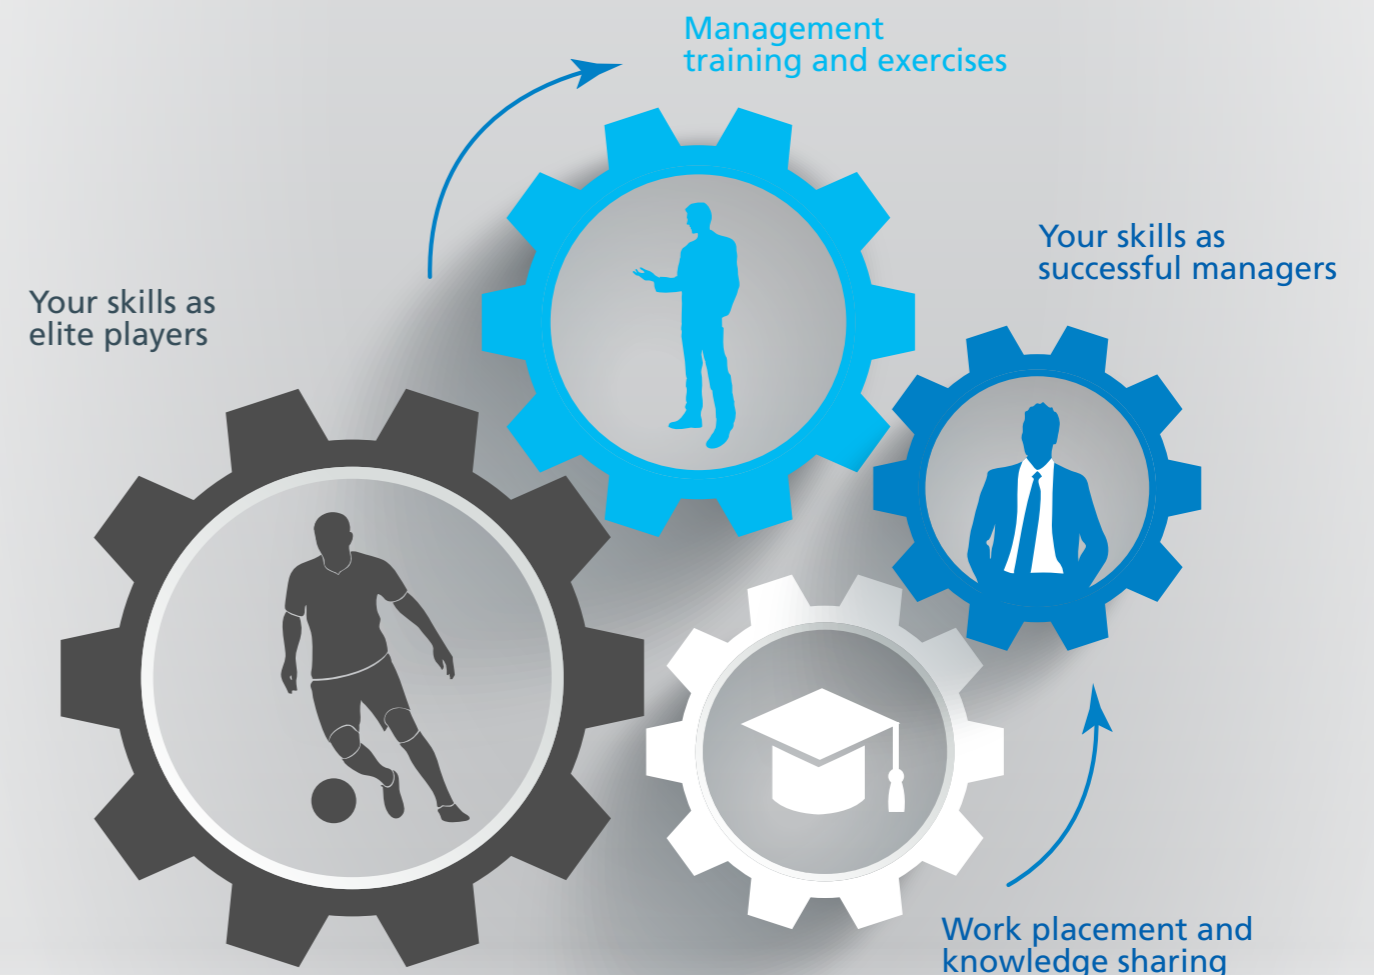 Management
training and exercises
Your skills as
successful managers
Your skills as
elite players
Work placement and
knowledge sharing